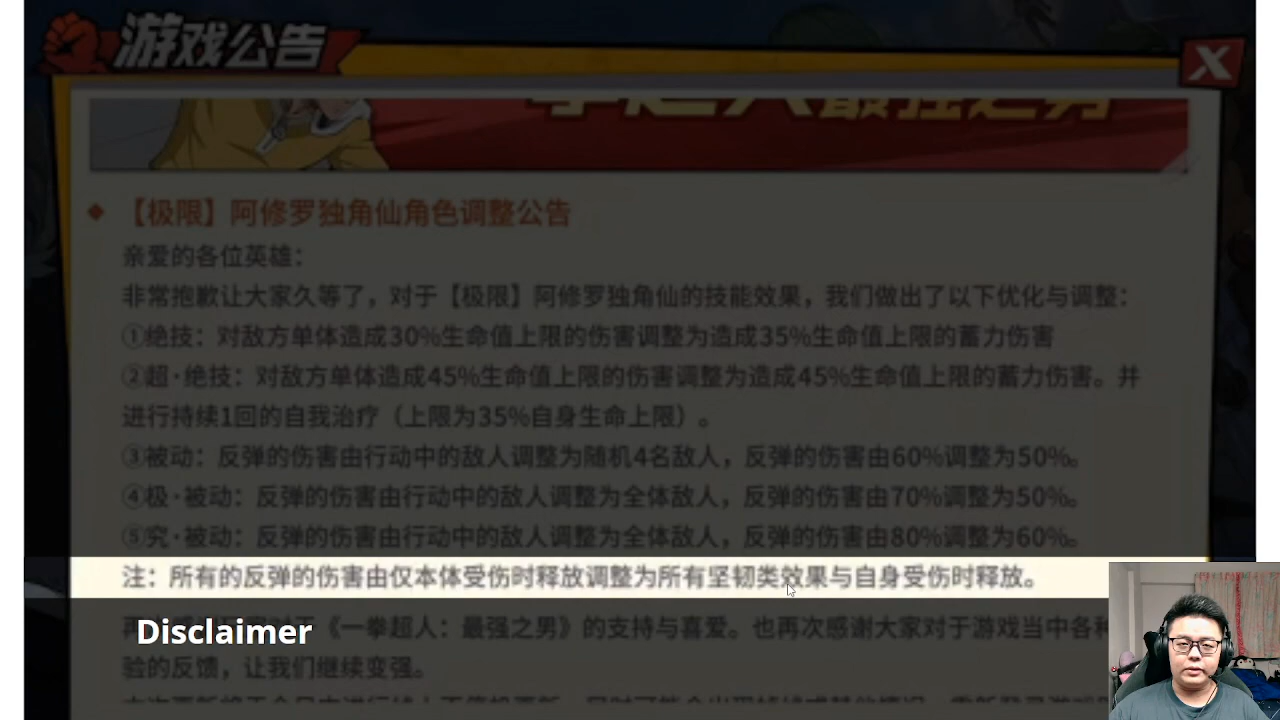 游戏公告
X
拳超人最强之男
【极限】阿修罗独角仙角色调整公告
亲爱的各位英雄：
非常抱歉让大家久等了，对于【极限】阿修罗独角仙的技能效果，我们做出了以下优化与调整：
①绝技：对敌方单体造成30%生命值上限的伤害调整为造成35%生命值上限的蓄力伤害
②超·绝技：对敌方单体造成45%生命值上限的伤害调整为造成45%生命值上限的蓄力伤害。并
进行持续1回的自我治疗（上限为35%自身生命上限）。
③被动：反弹的伤害由行动中的敌人调整为随机4名敌人，反弹的伤害由60%调整为50%。
④极·被动：反弹的伤害由行动中的敌人调整为全体敌人，反弹的伤害由70%调整为50%。
⑤究·被动：反弹的伤害由行动中的敌人调整为全体敌人，反弹的伤害由80%调整为60%。
注：所有的反弹的伤害由仅本体受伤时释放调整为所有坚韧类效果与自身受伤时释放。
Disclaimer
《一拳超人：最强之男》的支持与喜爱。也再次感谢大家对于游戏当中各种
验的反馈，让我们继续变强。